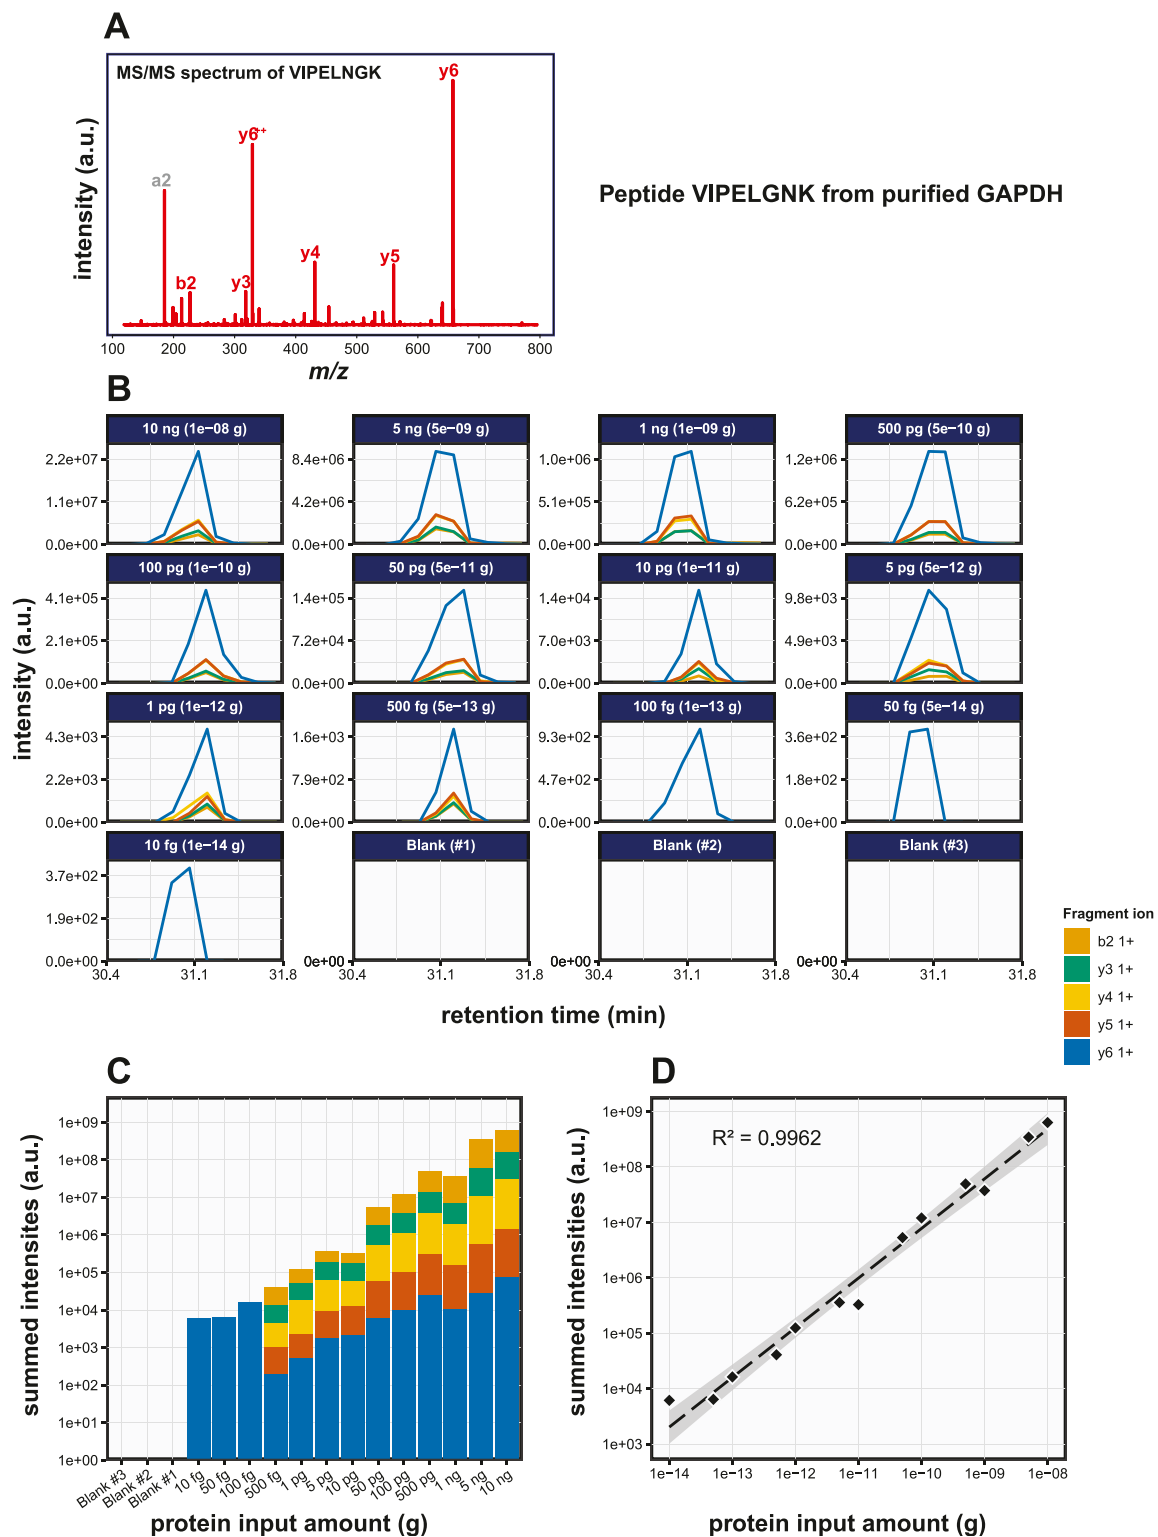 A
MS/MS spectrum of VIPELNGK
y6
y6++
a2
b2
y3
y4
y5
intensity (a.u.)
100 200 300 400 500 600 700 800
m/z
Peptide VIPELGNK from purified GAPDH
B
10 ng (1e−08 g) 5 ng (5e−09 g) 1 ng (1e−09 g) 500 pg (5e−10 g)
2.2e+07 8.4e+06 1.0e+06 1.2e+06
1.1e+07 4.2e+06 5.1e+05 6.2e+05
0.0e+00 0.0e+00 0.0e+00 0.0e+00
100 pg (1e−10 g) 50 pg (5e−11 g) 10 pg (1e−11 g) 5 pg (5e−12 g)
4.1e+05 1.4e+05 1.4e+04 9.8e+03
2.1e+05 7.2e+04 7.0e+03 4.9e+03
0.0e+00 0.0e+00 0.0e+00 0.0e+00
1 pg (1e−12 g) 500 fg (5e−13 g) 100 fg (1e−13 g) 50 fg (5e−14 g)
4.3e+03 1.6e+03 9.3e+02 3.6e+02
2.2e+03 7.9e+02 4.7e+02 1.8e+02
0.0e+00 0.0e+00 0.0e+00 0.0e+00
10 fg (1e−14 g) Blank (#1) Blank (#2) Blank (#3)
3.7e+02
1.9e+02
0.0e+00 0e+00 0e+00 0e+00
30.4 31.1 31.8 30.4 31.1 31.8 30.4 31.1 31.8 30.4 31.1 31.8
intensity (a.u.)
retention time (min)
Fragment ion
b2 1+
y3 1+
y4 1+
y5 1+
y6 1+
C
1e+09
1e+08
1e+07
1e+06
1e+05
1e+04
1e+03
1e+02
1e+01
1e+00
summed intensites (a.u.)
Blank #3 Blank #2 Blank #1 10 fg 50 fg 100 fg 500 fg 1 pg 5 pg 10 pg 50 pg 100 pg 500 pg 1 ng 5 ng 10 ng
protein input amount (g)
D
R² = 0.9962
1e+09
1e+08
1e+07
1e+06
1e+05
1e+04
1e+03
summed intensities (a.u.)
1e−14 1e−13 1e−12 1e−11 1e−10 1e−09 1e−08
protein input amount (g)